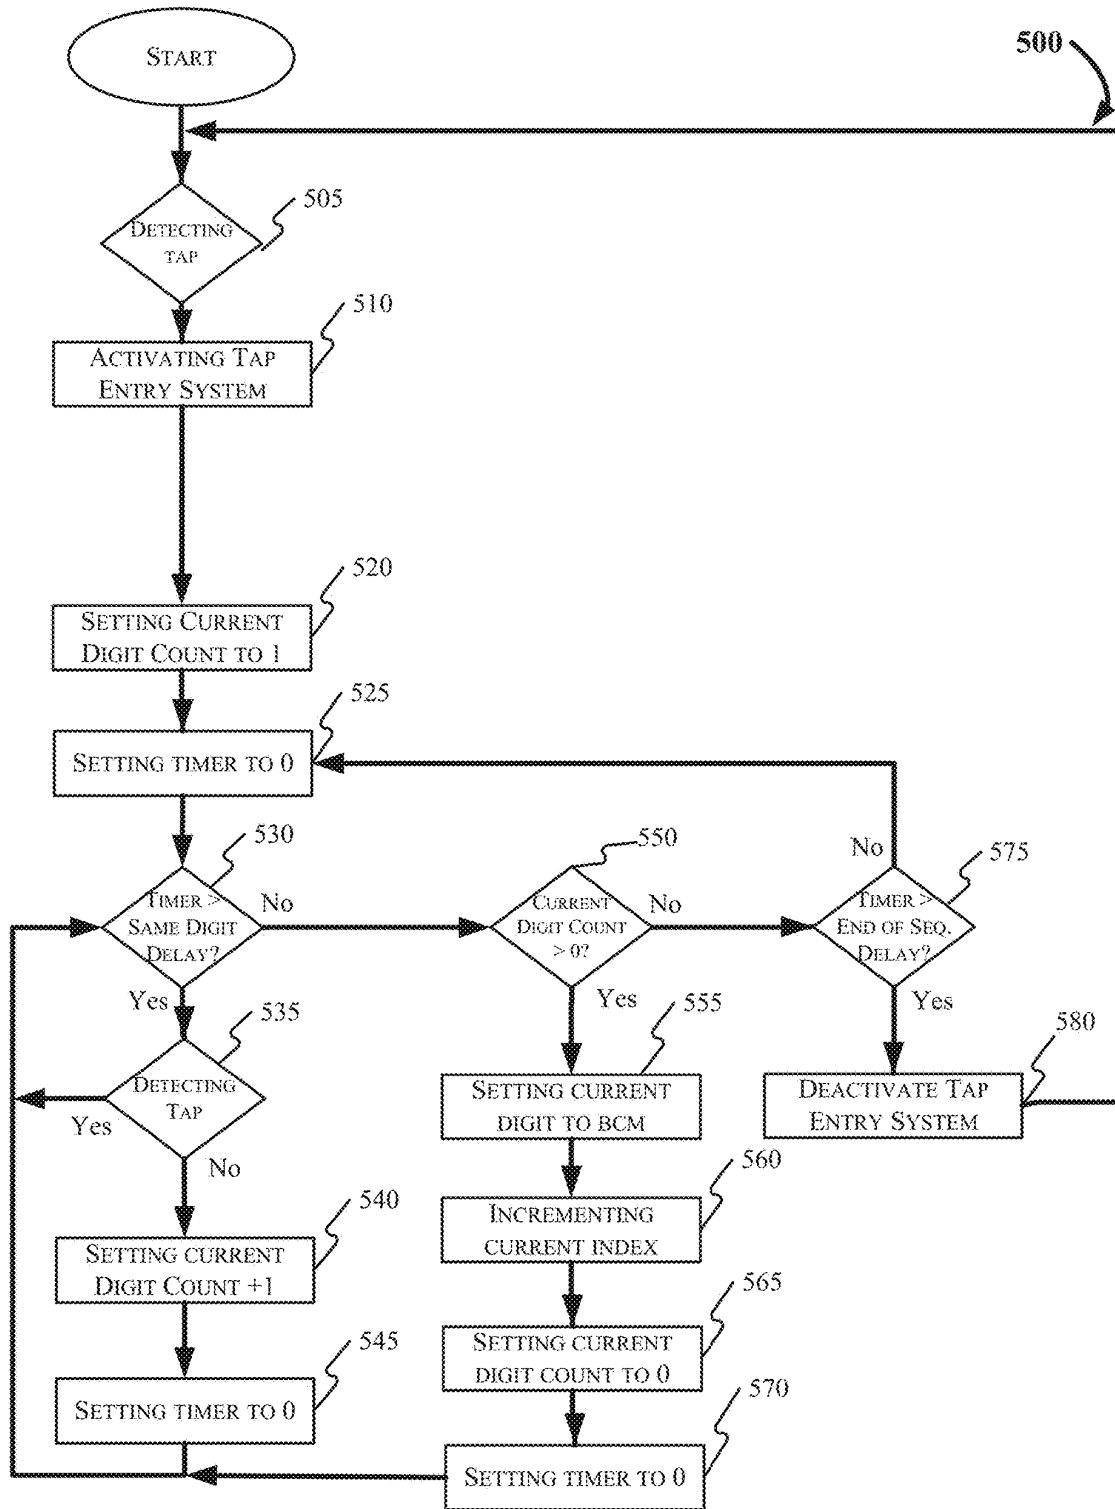 START
500
505
DETECTING
TAP
510
ACTIVATING TAP
ENTRY SYSTEM
520
SETTING CURRENT
DIGIT COUNT TO 1
525
SETTING TIMER TO 0
530
TIMER >
SAME DIGIT
DELAY?
No
Yes
550
CURRENT
DIGIT COUNT
> 0?
No
Yes
575
No
TIMER >
END OF SEQ.
DELAY?
Yes
535
DETECTING
TAP
Yes
No
555
SETTING CURRENT
DIGIT TO BCM
580
DEACTIVATE TAP
ENTRY SYSTEM
560
INCREMENTING
CURRENT INDEX
540
SETTING CURRENT
DIGIT COUNT +1
565
SETTING CURRENT
DIGIT COUNT TO 0
545
SETTING TIMER TO 0
570
SETTING TIMER TO 0